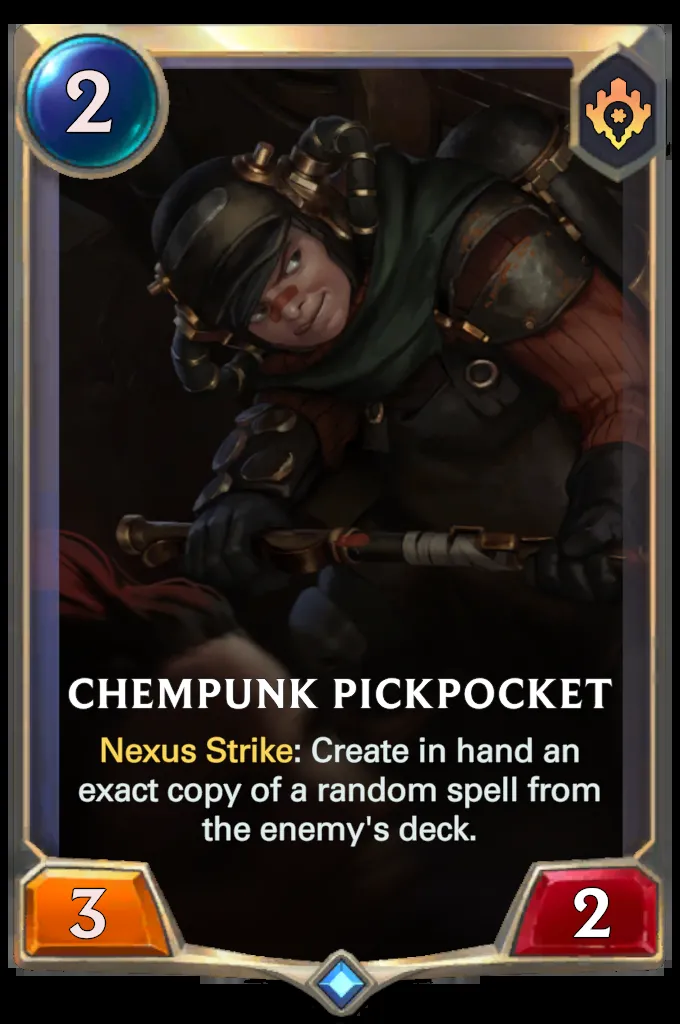 2
CHEMPUNK PICKPOCKET
Nexus Strike: Create in hand an
exact copy of a random spell from
the enemy's deck.
3
2